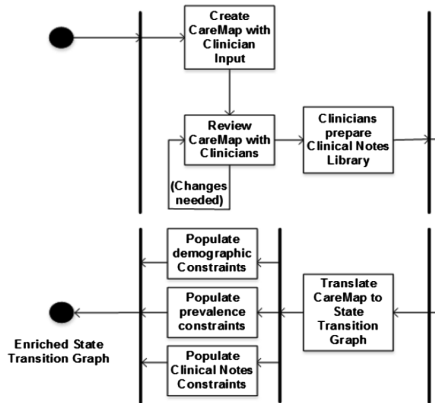 Create
CareMap with
Clinician
Input
Review
CareMap with
Clinicians
(Changes
needed)
Clinicians
prepare
Clinical Notes
Library
Populate
demographic
Constraints
Populate
prevalence
constraints
Populate
Clinical Notes
Constraints
Translate
CareMap to
State
Transition
Graph
Enriched State
Transition Graph